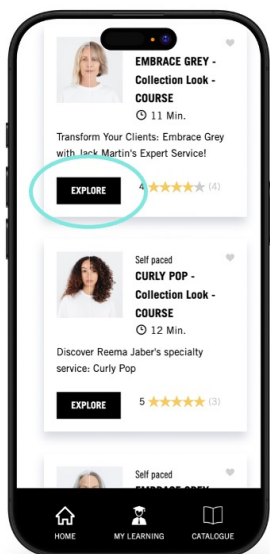 EMBRACE GREY -
Collection Look -
COURSE
11 Min.
Transform Your Clients: Embrace Grey
with Jack Martin's Expert Service!
EXPLORE
4
(4)
Self paced
CURLY POP -
Collection Look -
COURSE
12 Min.
Discover Reema Jaber's specialty
service: Curly Pop
EXPLORE
5
(3)
Self paced
EMBRACE GREY
HOME
MY LEARNING
CATALOGUE